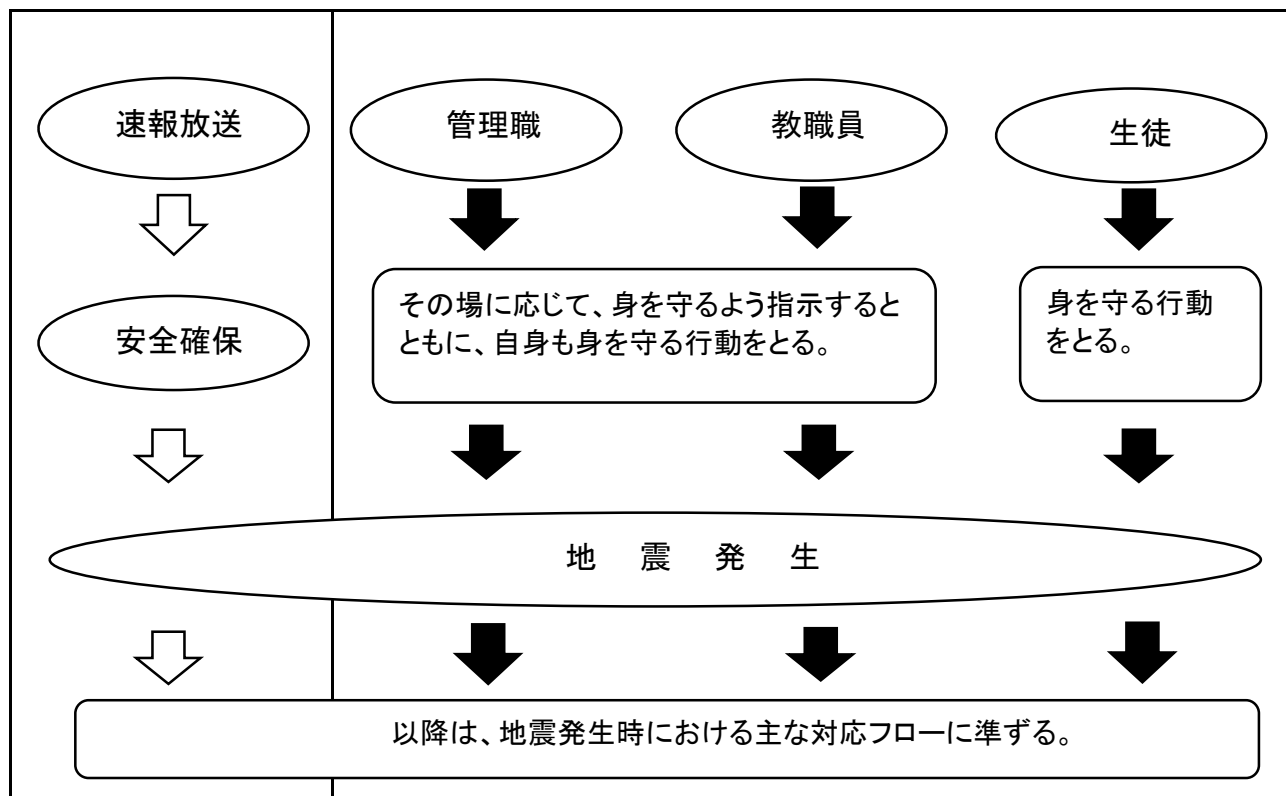 速報放送
管理職
教職員
生徒
その場に応じて、身を守るよう指示すると
ともに、自身も身を守る行動をとる。
身を守る行動
をとる。
安全確保
地 震 発 生
以降は、地震発生時における主な対応フローに準ずる。